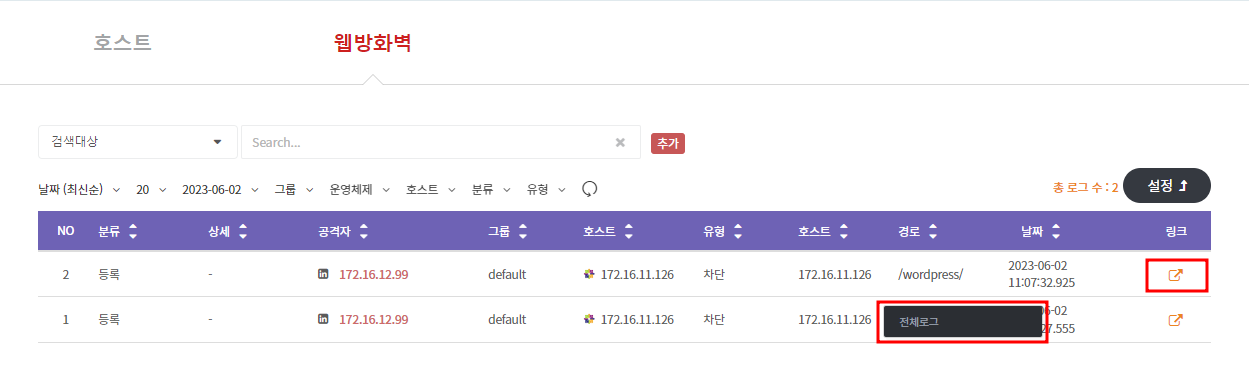 호스트 웹방화벽
검색대상 Search... 추가
날짜 (최신순) 20 2023-06-02 그룹 운영체제 호스트 분류 유형 총 로그 수 : 2 설정
NO 분류 상세 공격자 그룹 호스트 유형 호스트 경로 날짜 링크
2 등록 - 172.16.12.99 default 172.16.11.126 차단 172.16.11.126 /wordpress/ 2023-06-02
11:07:32.925
1 등록 - 172.16.12.99 default 172.16.11.126 차단 172.16.11.126 전체로그 06-02
27.555